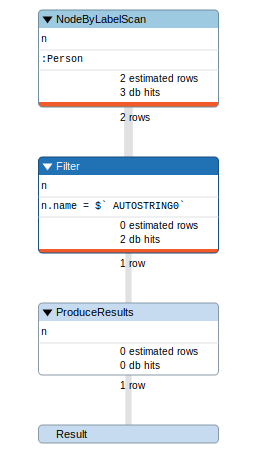 NodeByLabelScan
n
:Person
2 estimated rows
3 db hits
2 rows
Filter
n
n.name = $` AUTOSTRING0`
0 estimated rows
2 db hits
1 row
ProduceResults
n
0 estimated rows
0 db hits
1 row
Result